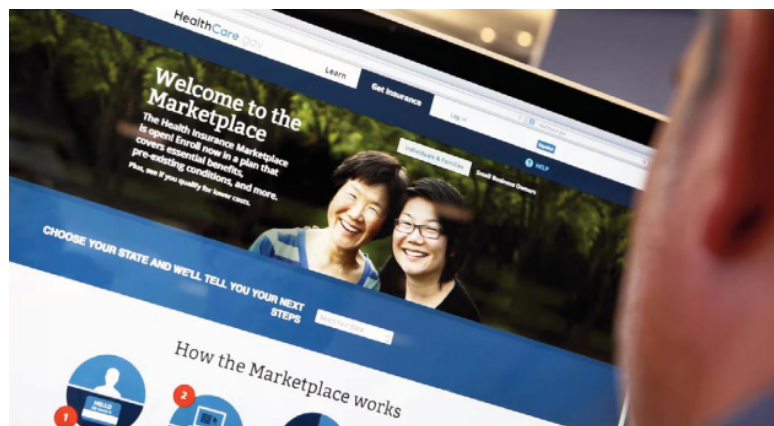 HealthCare.gov
Learn
Get Insurance
Log in
Español
Individuals & Families
Small Business Owners
HELP
Welcome to the
Marketplace
The Health Insurance Marketplace
is open! Enroll now in a plan that
covers essential benefits,
pre-existing conditions, and more.
Plus, see if you qualify for lower costs.
CHOOSE YOUR STATE AND WE'LL TELL YOU YOUR NEXT
STEPS
Select Your State
How the Marketplace works
HELLO
1
2